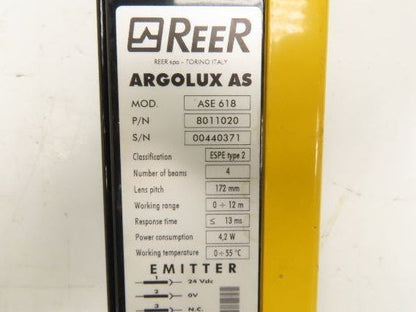 REER
REER spa - TORINO ITALY
ARGOLUX AS
MOD. ASE 618
P/N 8011020
S/N 00440371
Classification ESPE type 2
Number of beams 4
Lens pitch 172 mm
Working range 0 ÷ 12 m
Response time ≤ 13 ms
Power consumption 4,2 W
Working temperature 0÷55 °C
EMITTER
1 24 Vdc
2 0V
3 N.C.